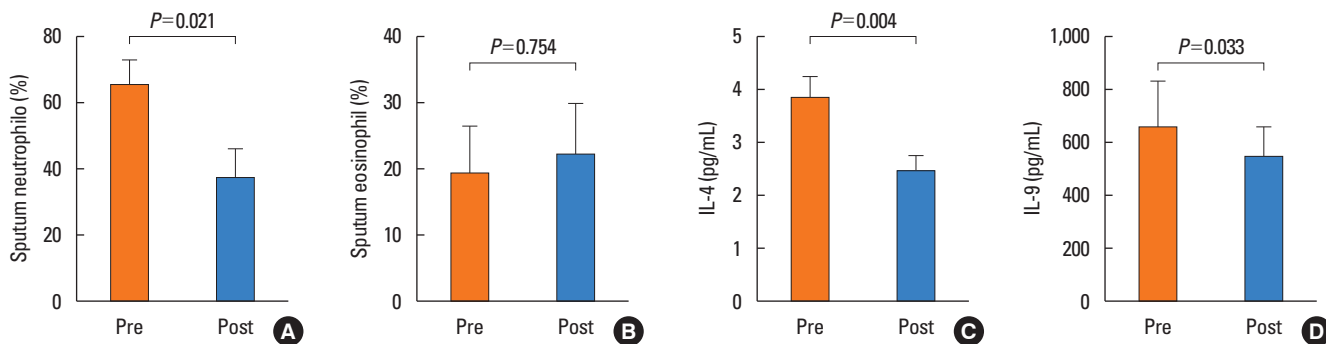 P=0.021
80
60
40
20
0
Sputum neutrophilo (%)
Pre
Post
A
P=0.754
40
30
20
10
0
Sputum eosinophil (%)
Pre
Post
B
P=0.004
5
4
3
2
1
0
IL-4 (pg/mL)
Pre
Post
C
P=0.033
1,000
800
600
400
200
0
IL-9 (pg/mL)
Pre
Post
D